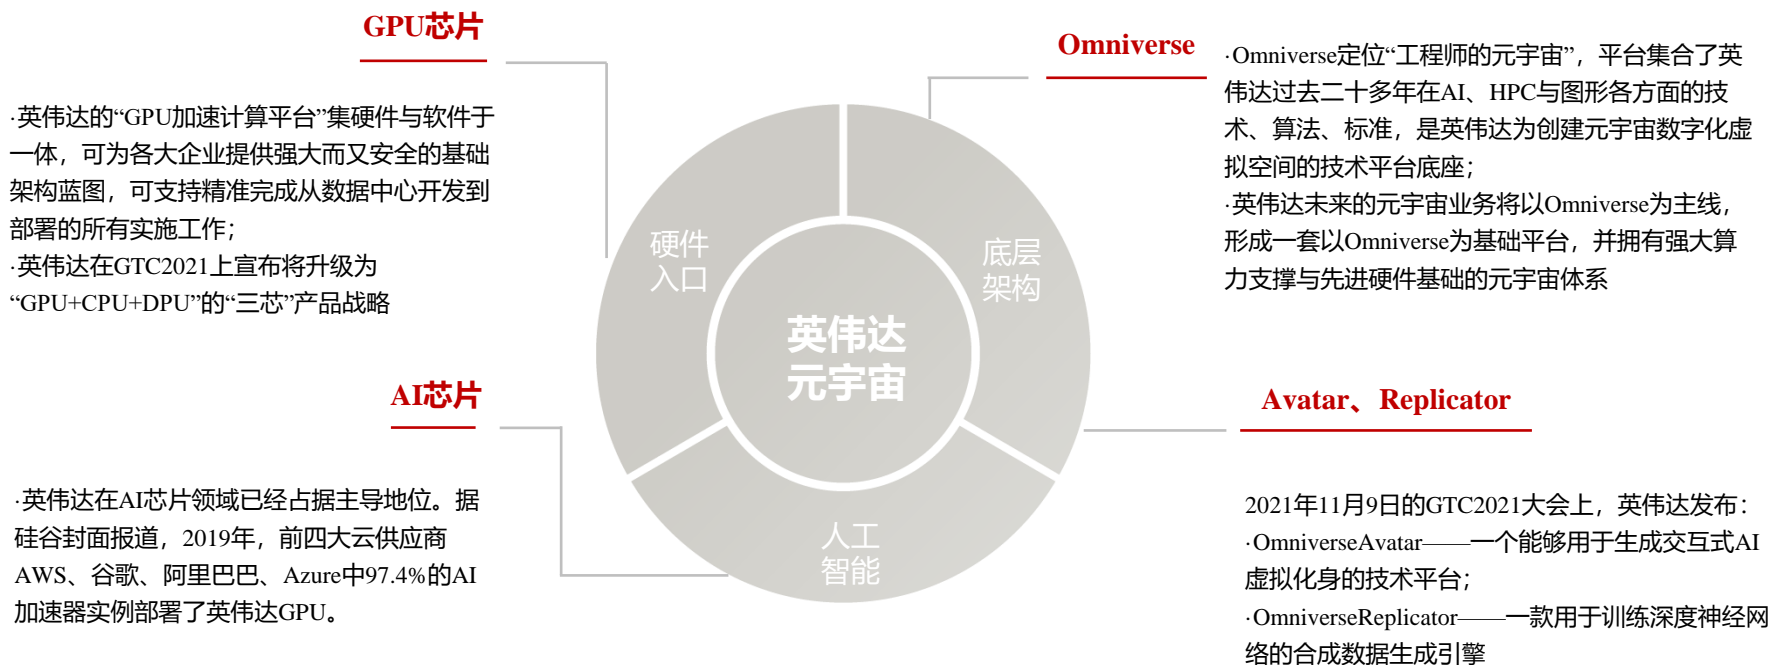 GPU芯片
·英伟达的“GPU加速计算平台”集硬件与软件于
一体，可为各大企业提供强大而又安全的基础
架构蓝图，可支持精准完成从数据中心开发到
部署的所有实施工作；
·英伟达在GTC2021上宣布将升级为
“GPU+CPU+DPU”的“三芯”产品战略
AI芯片
·英伟达在AI芯片领域已经占据主导地位。据
硅谷封面报道，2019年，前四大云供应商
AWS、谷歌、阿里巴巴、Azure中97.4%的AI
加速器实例部署了英伟达GPU。
硬件
入口
底层
架构
英伟达
元宇宙
人工
智能
Omniverse
·Omniverse定位“工程师的元宇宙”，平台集合了英
伟达过去二十多年在AI、HPC与图形各方面的技
术、算法、标准，是英伟达为创建元宇宙数字化虚
拟空间的技术平台底座；
·英伟达未来的元宇宙业务将以Omniverse为主线，
形成一套以Omniverse为基础平台，并拥有强大算
力支撑与先进硬件基础的元宇宙体系
Avatar、Replicator
2021年11月9日的GTC2021大会上，英伟达发布：
·OmniverseAvatar——一个能够用于生成交互式AI
虚拟化身的技术平台；
·OmniverseReplicator——一款用于训练深度神经网
络的合成数据生成引擎